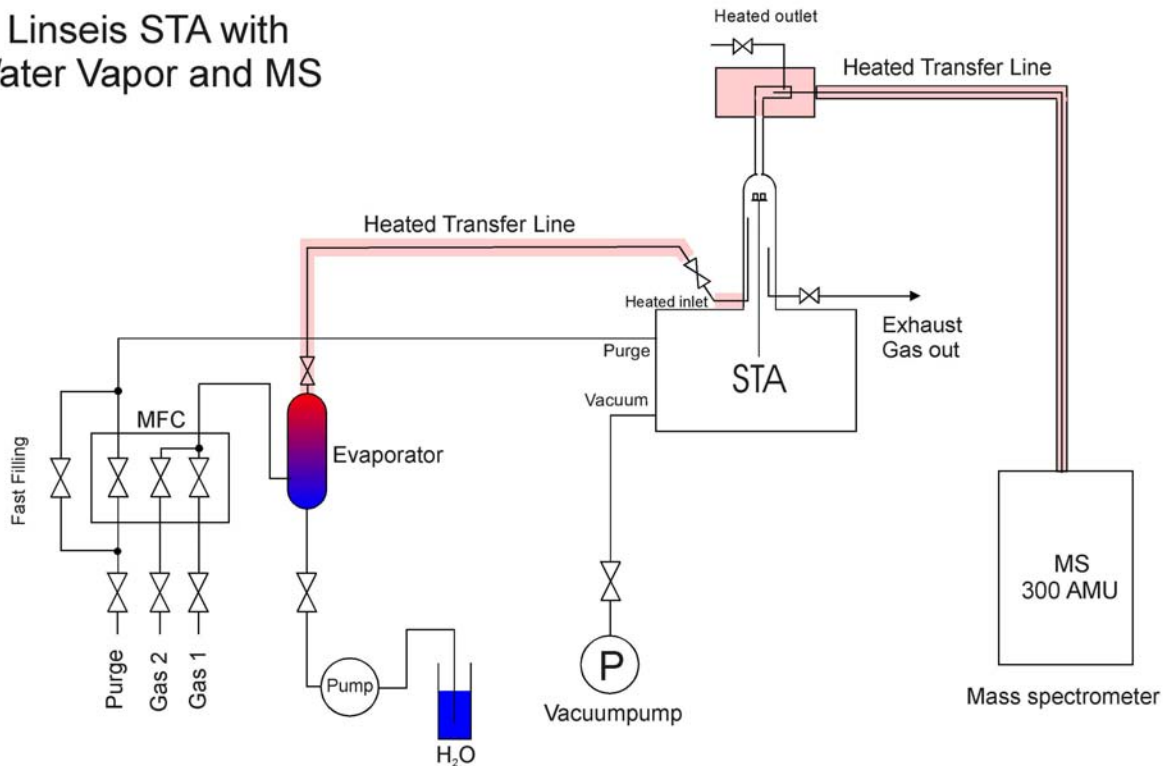 Linseis STA with
Water Vapor and MS
Heated outlet
Heated Transfer Line
Heated Transfer Line
Heated inlet
Purge
Vacuum
STA
Exhaust
Gas out
MFC
Evaporator
Fast Filling
Purge
Gas 2
Gas 1
Pump
H₂O
P
Vacuumpump
MS
300 AMU
Mass spectrometer